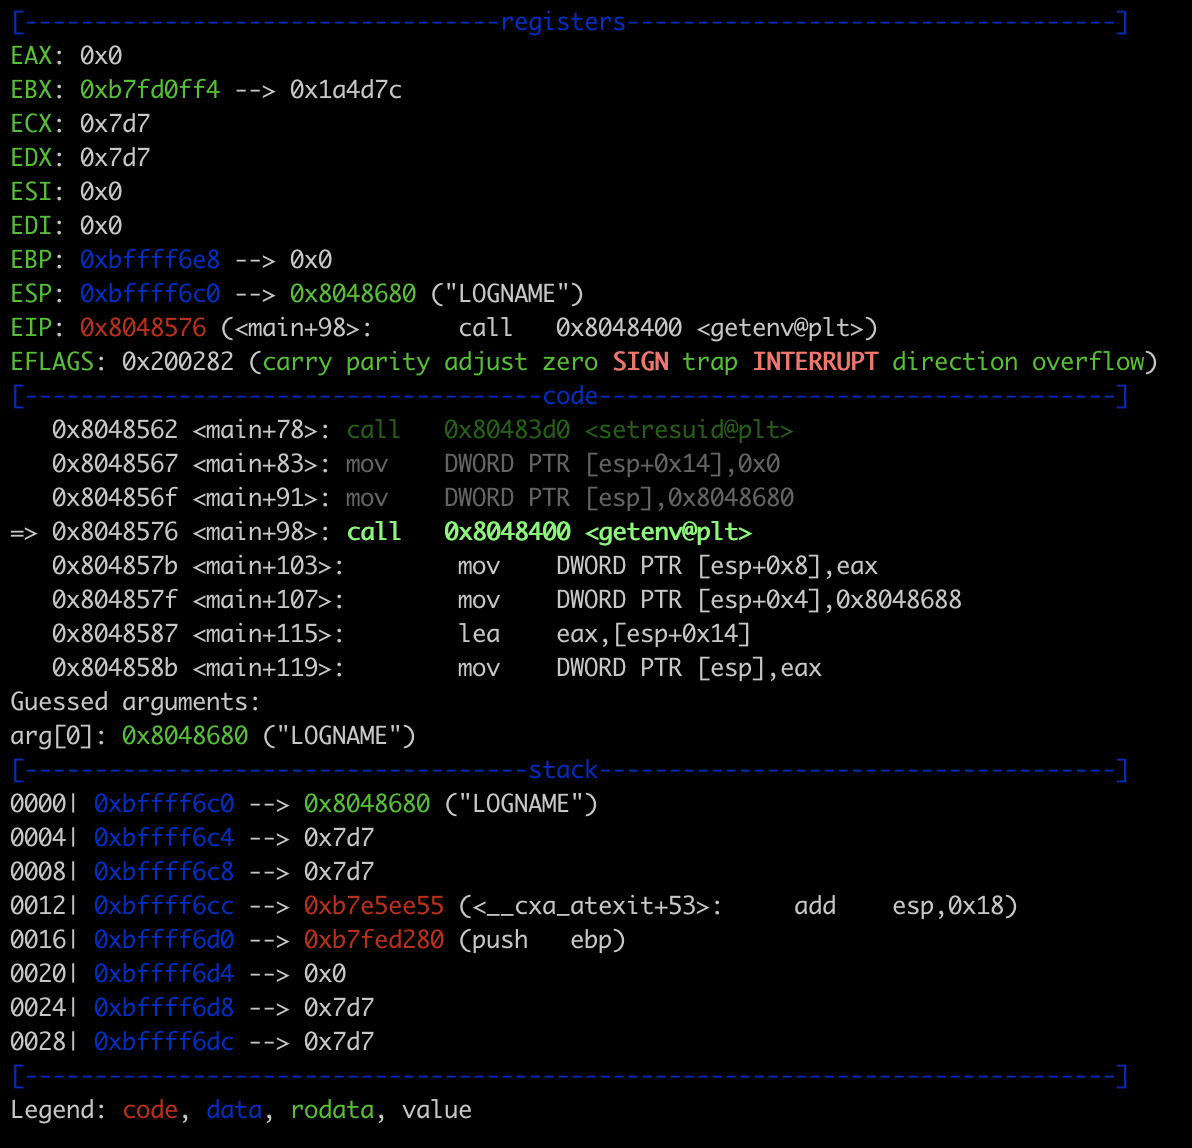 [----------------------------------registers-----------------------------------]
EAX: 0x0
EBX: 0xb7fd0ff4 --> 0x1a4d7c
ECX: 0x7d7
EDX: 0x7d7
ESI: 0x0
EDI: 0x0
EBP: 0xbffff6e8 --> 0x0
ESP: 0xbffff6c0 --> 0x8048680 ("LOGNAME")
EIP: 0x8048576 (<main+98>:      call   0x8048400 <getenv@plt>)
EFLAGS: 0x200282 (carry parity adjust zero SIGN trap INTERRUPT direction overflow)
[-------------------------------------code-------------------------------------]
   0x8048562 <main+78>: call   0x80483d0 <setresuid@plt>
   0x8048567 <main+83>: mov    DWORD PTR [esp+0x14],0x0
   0x804856f <main+91>: mov    DWORD PTR [esp],0x8048680
=> 0x8048576 <main+98>: call   0x8048400 <getenv@plt>
   0x804857b <main+103>:        mov    DWORD PTR [esp+0x8],eax
   0x804857f <main+107>:        mov    DWORD PTR [esp+0x4],0x8048688
   0x8048587 <main+115>:        lea    eax,[esp+0x14]
   0x804858b <main+119>:        mov    DWORD PTR [esp],eax
Guessed arguments:
arg[0]: 0x8048680 ("LOGNAME")
[------------------------------------stack-------------------------------------]
0000| 0xbffff6c0 --> 0x8048680 ("LOGNAME")
0004| 0xbffff6c4 --> 0x7d7
0008| 0xbffff6c8 --> 0x7d7
0012| 0xbffff6cc --> 0xb7e5ee55 (<__cxa_atexit+53>:     add    esp,0x18)
0016| 0xbffff6d0 --> 0xb7fed280 (push   ebp)
0020| 0xbffff6d4 --> 0x0
0024| 0xbffff6d8 --> 0x7d7
0028| 0xbffff6dc --> 0x7d7
[------------------------------------------------------------------------------]
Legend: code, data, rodata, value